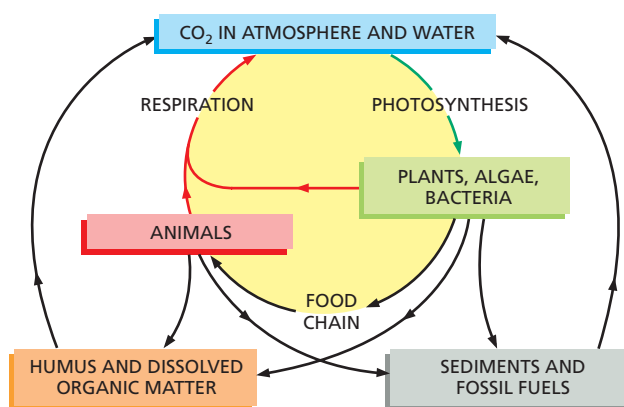 CO₂ IN ATMOSPHERE AND WATER
RESPIRATION
PHOTOSYNTHESIS
PLANTS, ALGAE,
BACTERIA
ANIMALS
FOOD
CHAIN
HUMUS AND DISSOLVED
ORGANIC MATTER
SEDIMENTS AND
FOSSIL FUELS